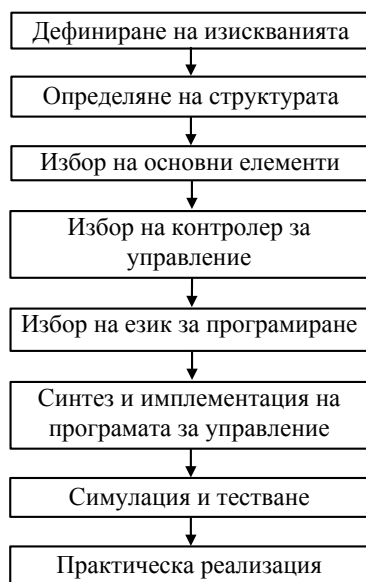 Дефиниране на изискванията
Определяне на структурата
Избор на основни елементи
Избор на контролер за
управление
Избор на език за програмиране
Синтез и имплементация на
програмата за управление
Симулация и тестване
Практическа реализация